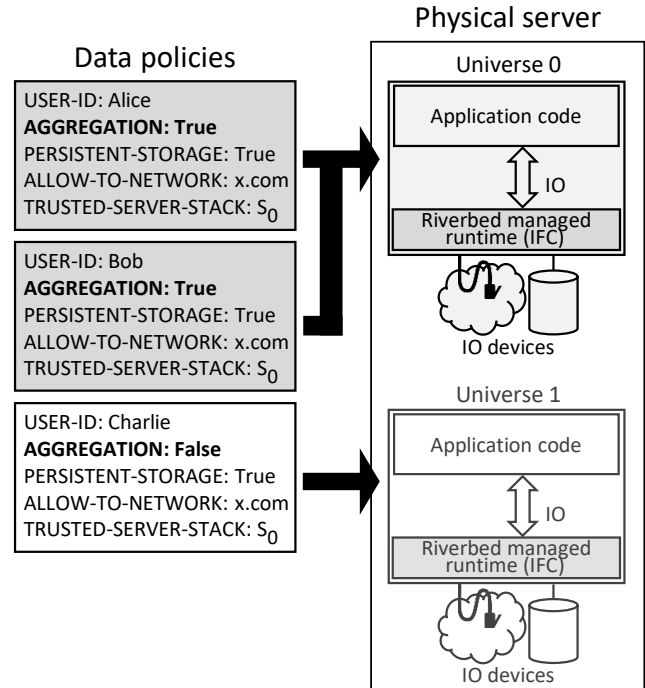 Data policies
USER-ID: Alice
AGGREGATION: True
PERSISTENT-STORAGE: True
ALLOW-TO-NETWORK: x.com
TRUSTED-SERVER-STACK: S0
USER-ID: Bob
AGGREGATION: True
PERSISTENT-STORAGE: True
ALLOW-TO-NETWORK: x.com
TRUSTED-SERVER-STACK: S0
USER-ID: Charlie
AGGREGATION: False
PERSISTENT-STORAGE: True
ALLOW-TO-NETWORK: x.com
TRUSTED-SERVER-STACK: S0
Physical server
Universe 0
Application code
IO
Riverbed managed
runtime (IFC)
IO devices
Universe 1
Application code
IO
Riverbed managed
runtime (IFC)
IO devices